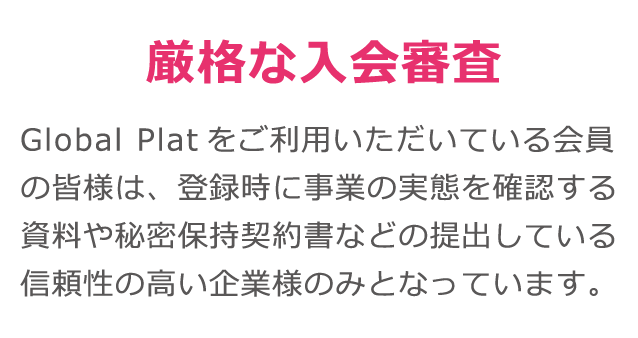 厳格な入会審査
Global Plat をご利用いただいている会員
の皆様は、登録時に事業の実態を確認する
資料や秘密保持契約書などの提出している
信頼性の高い企業様のみとなっています。